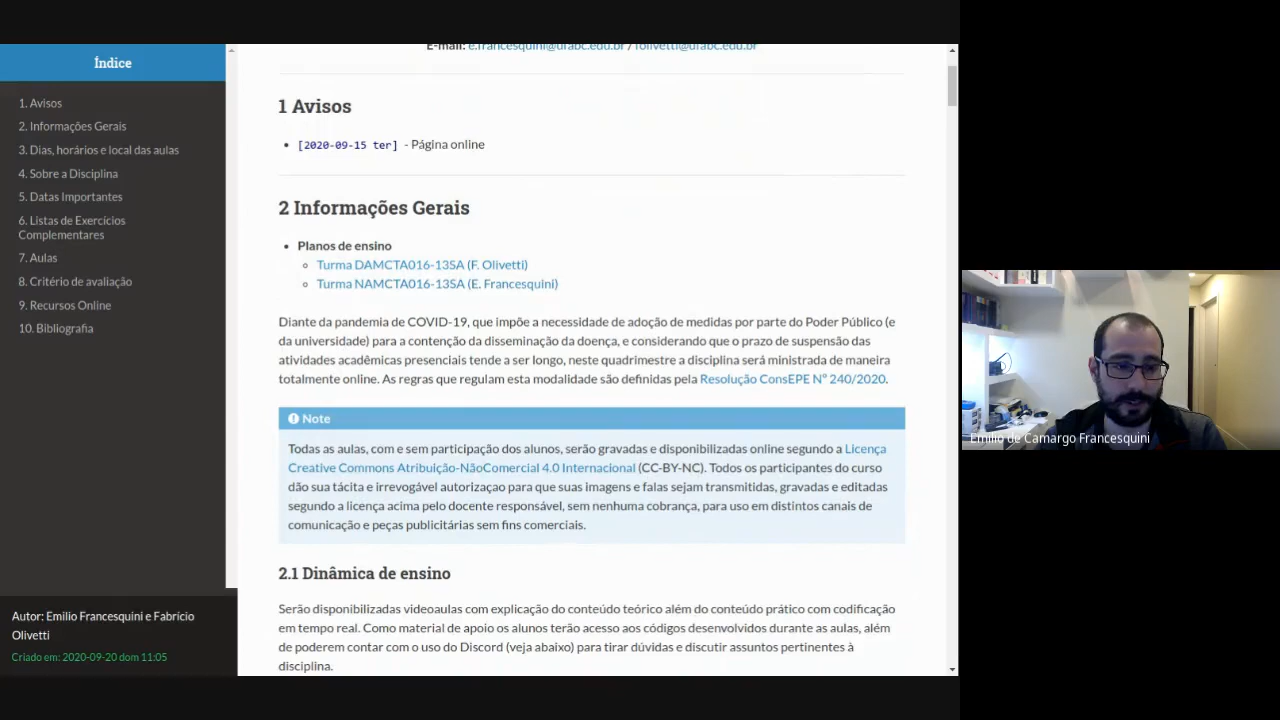 Índice
1. Avisos
2. Informações Gerais
3. Dias, horários e local das aulas
4. Sobre a Disciplina
5. Datas Importantes
6. Listas de Exercícios
Complementares
7. Aulas
8. Critério de avaliação
9. Recursos Online
10. Bibliografia
Autor: Emilio Francesquini e Fabrício
Olivetti
Criado em: 2020-09-20 dom 11:05
E-mail: e.francesquini@ufabc.edu.br / folivetti@ufabc.edu.br
1 Avisos
[2020-09-15 ter] - Página online
2 Informações Gerais
Planos de ensino
Turma DAMCTA016-13SA (F. Olivetti)
Turma NAMCTA016-13SA (E. Francesquini)
Diante da pandemia de COVID-19, que impõe a necessidade de adoção de medidas por parte do Poder Público (e
da universidade) para a contenção da disseminação da doença, e considerando que o prazo de suspensão das
atividades acadêmicas presenciais tende a ser longo, neste quadrimestre a disciplina será ministrada de maneira
totalmente online. As regras que regulam esta modalidade são definidas pela Resolução ConsEPE Nº 240/2020.
Note
Todas as aulas, com e sem participação dos alunos, serão gravadas e disponibilizadas online segundo a Licença
Creative Commons Atribuição-NãoComercial 4.0 Internacional (CC-BY-NC). Todos os participantes do curso
dão sua tácita e irrevogável autorizaçao para que suas imagens e falas sejam transmitidas, gravadas e editadas
segundo a licença acima pelo docente responsável, sem nenhuma cobrança, para uso em distintos canais de
comunicação e peças publicitárias sem fins comerciais.
2.1 Dinâmica de ensino
Serão disponibilizadas videoaulas com explicação do conteúdo teórico além do conteúdo prático com codificação
em tempo real. Como material de apoio os alunos terão acesso aos códigos desenvolvidos durante as aulas, além
de poderem contar com o uso do Discord (veja abaixo) para tirar dúvidas e discutir assuntos pertinentes à
disciplina.
Emilio de Camargo Francesquini